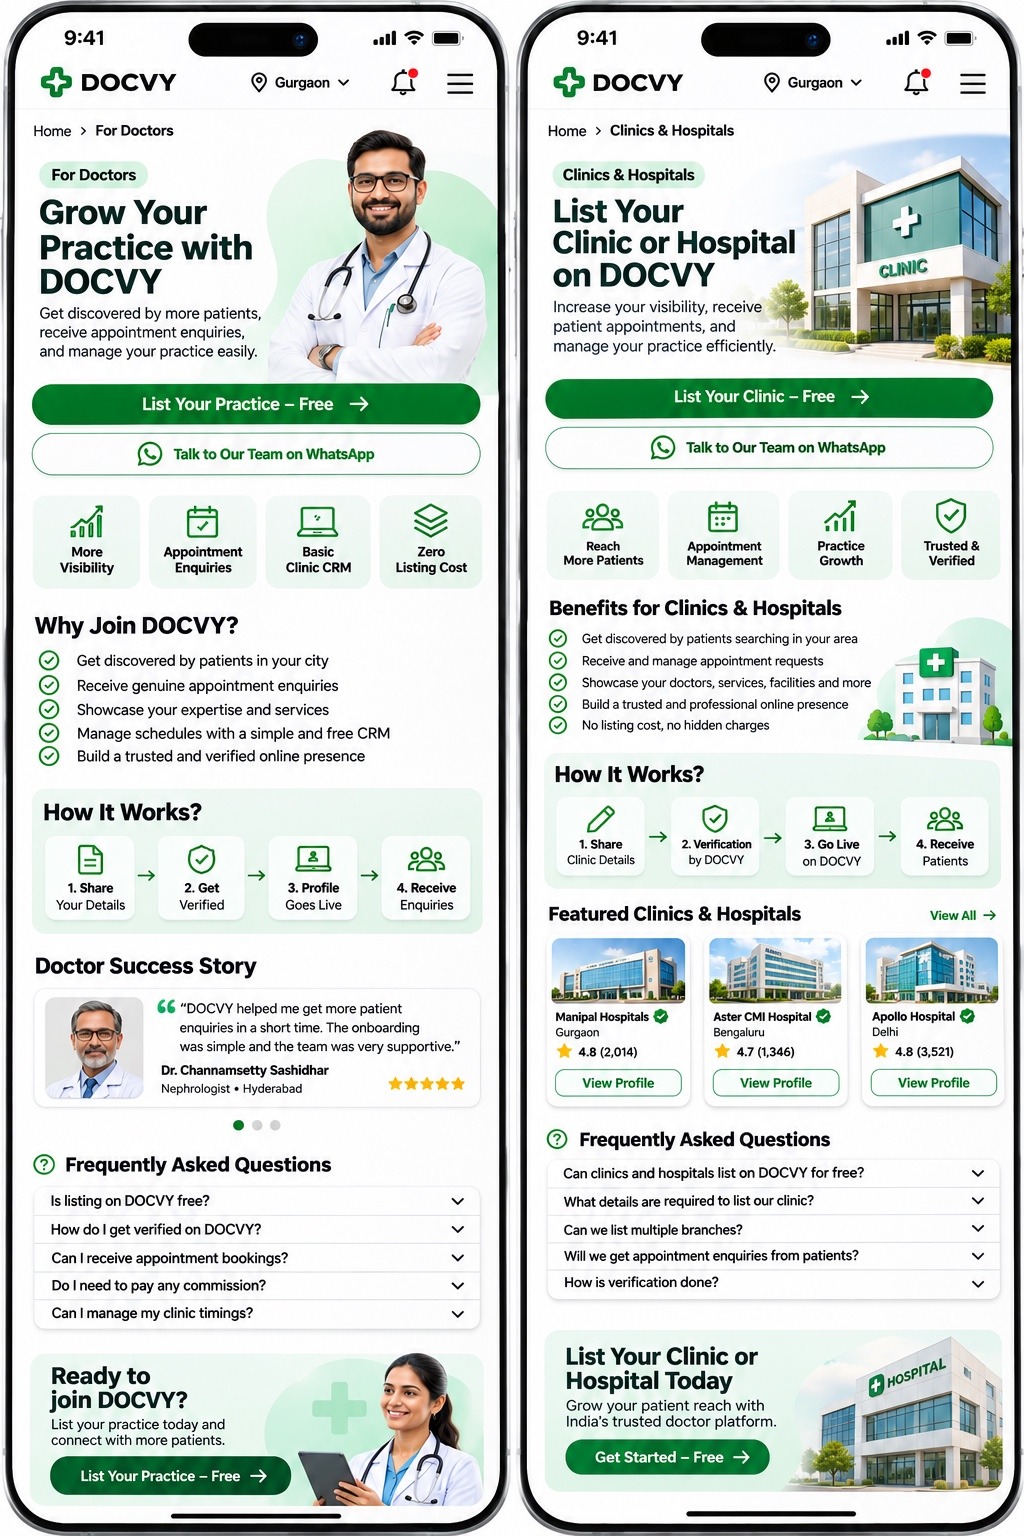 9:41
DOCVY
Gurgaon
Home > For Doctors
For Doctors
Grow Your
Practice with
DOCVY
Get discovered by more patients,
receive appointment enquiries,
and manage your practice easily.
List Your Practice – Free →
Talk to Our Team on WhatsApp
More
Visibility
Appointment
Enquiries
Basic
Clinic CRM
Zero
Listing Cost
Why Join DOCVY?
Get discovered by patients in your city
Receive genuine appointment enquiries
Showcase your expertise and services
Manage schedules with a simple and free CRM
Build a trusted and verified online presence
How It Works?
1. Share
Your Details
2. Get
Verified
3. Profile
Goes Live
4. Receive
Enquiries
Doctor Success Story
“DOCVY helped me get more patient
enquiries in a short time. The onboarding
was simple and the team was very supportive.”
Dr. Channamsetty Sashidhar
Nephrologist • Hyderabad
Frequently Asked Questions
Is listing on DOCVY free?
How do I get verified on DOCVY?
Can I receive appointment bookings?
Do I need to pay any commission?
Can I manage my clinic timings?
Ready to
join DOCVY?
List your practice today and
connect with more patients.
List Your Practice – Free →
9:41
DOCVY
Gurgaon
Home > Clinics & Hospitals
Clinics & Hospitals
List Your
Clinic or Hospital
on DOCVY
Increase your visibility, receive
patient appointments, and
manage your practice efficiently.
CLINIC
List Your Clinic – Free →
Talk to Our Team on WhatsApp
Reach
More Patients
Appointment
Management
Practice
Growth
Trusted &
Verified
Benefits for Clinics & Hospitals
Get discovered by patients searching in your area
Receive and manage appointment requests
Showcase your doctors, services, facilities and more
Build a trusted and professional online presence
No listing cost, no hidden charges
How It Works?
1. Share
Clinic Details
2. Verification
by DOCVY
3. Go Live
on DOCVY
4. Receive
Patients
Featured Clinics & Hospitals
View All →
Manipal Hospitals
Gurgaon
4.8 (2,014)
View Profile
Aster CMI Hospital
Bengaluru
4.7 (1,346)
View Profile
Apollo Hospital
Delhi
4.8 (3,521)
View Profile
Frequently Asked Questions
Can clinics and hospitals list on DOCVY for free?
What details are required to list our clinic?
Can we list multiple branches?
Will we get appointment enquiries from patients?
How is verification done?
List Your Clinic or
Hospital Today
Grow your patient reach with
India's trusted doctor platform.
Get Started – Free →
HOSPITAL